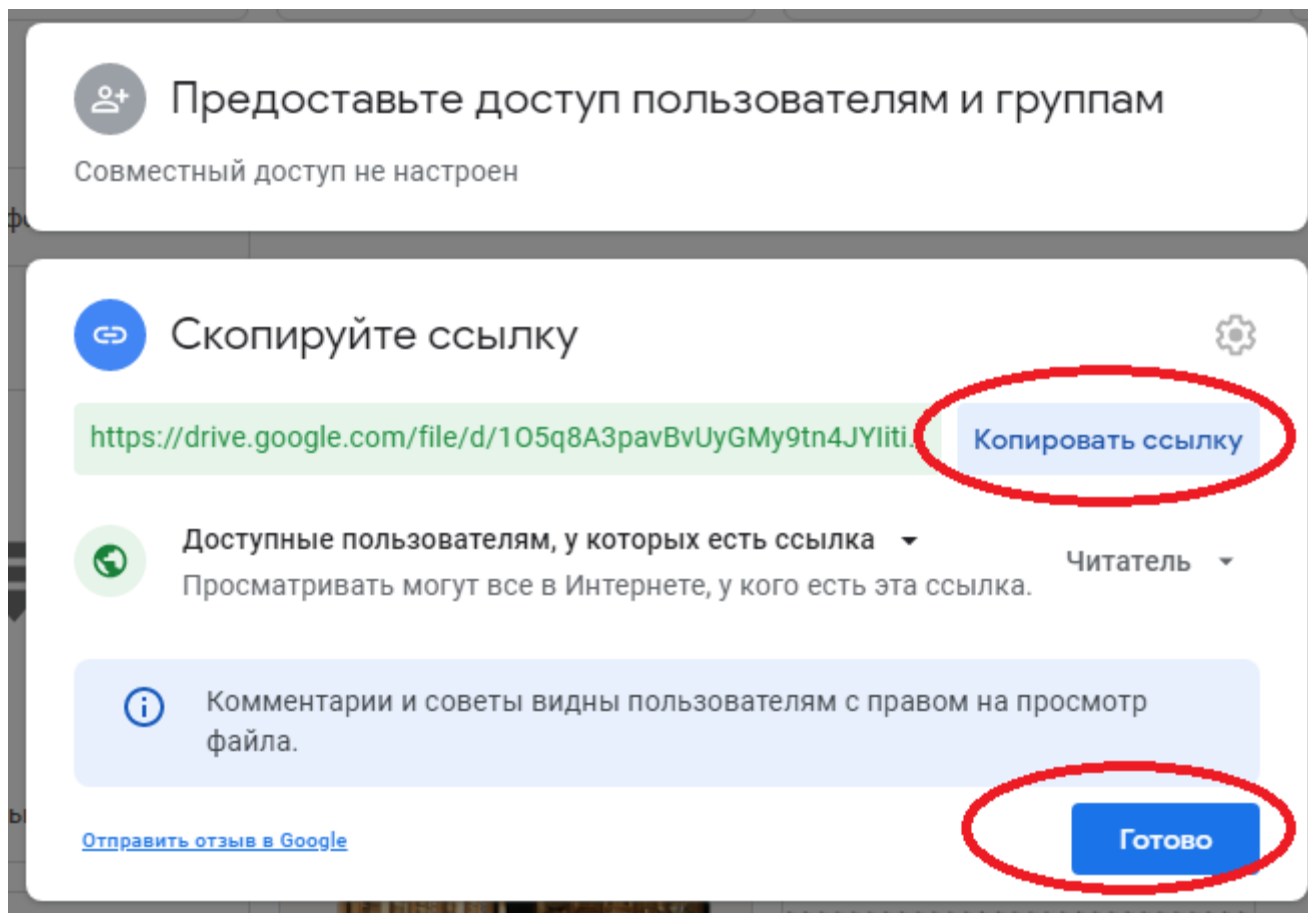 Предоставьте доступ пользователям и группам
Совместный доступ не настроен
Скопируйте ссылку
https://drive.google.com/file/d/1O5q8A3pavBvUyGMy9tn4JYIiti...
Копировать ссылку
Доступные пользователям, у которых есть ссылка
Читатель
Просматривать могут все в Интернете, у кого есть эта ссылка.
Комментарии и советы видны пользователям с правом на просмотр
файла.
Отправить отзыв в Google
Готово